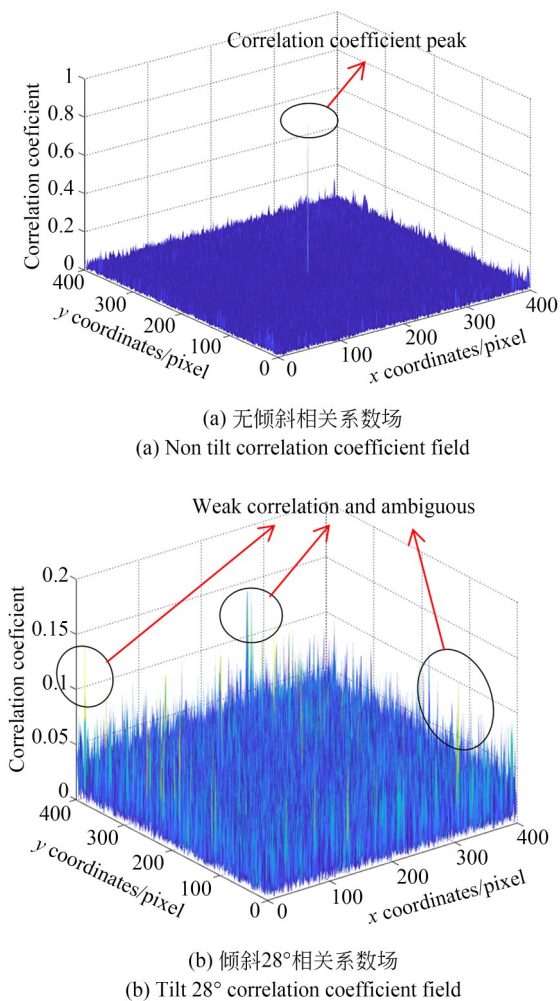 Correlation coefficient peak
1
0.8
0.6
0.4
0.2
0
Correlation coeficient
400
300
200
100
0
y coordinates/pixel
0
100
200
300
400
x coordinates/pixel
(a) 无倾斜相关系数场
(a) Non tilt correlation coefficient field
Weak correlation and ambiguous
0.2
0.15
0.1
0.05
0
Correlation coeficient
400
300
200
100
0
y coordinates/pixel
0
100
200
300
400
x coordinates/pixel
(b) 倾斜28°相关系数场
(b) Tilt 28° correlation coefficient field